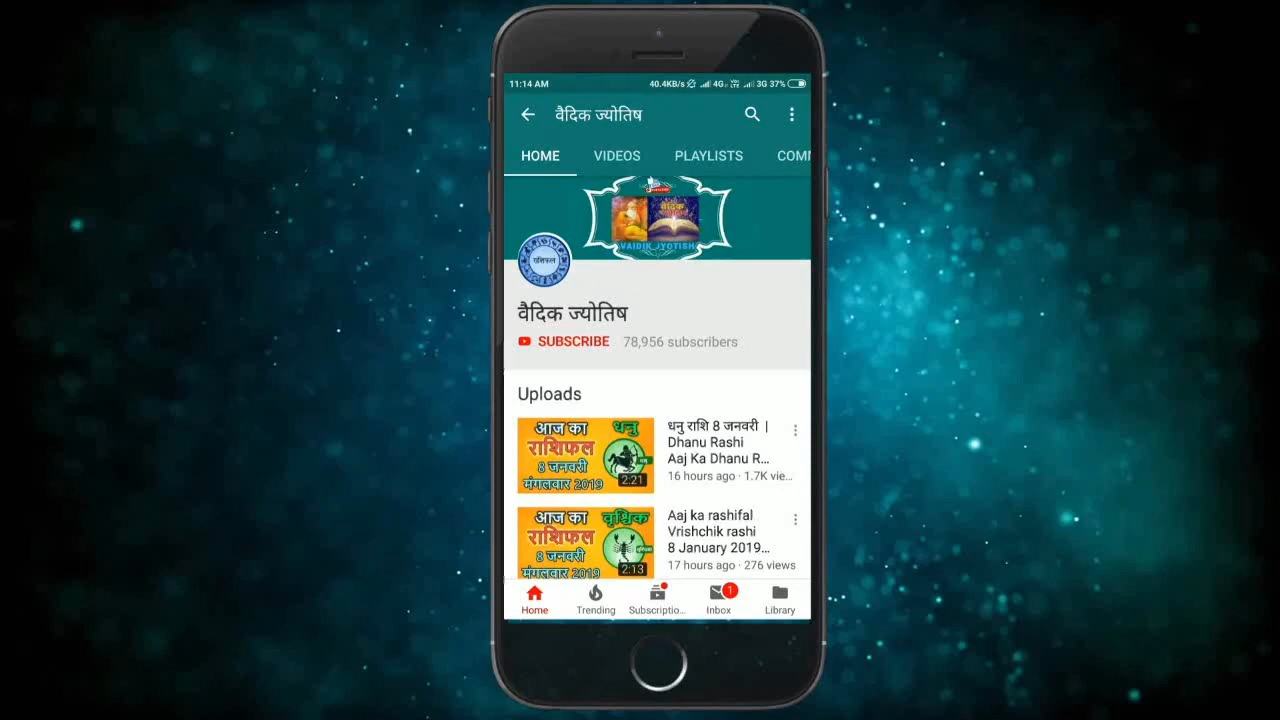 11:14 AM
40.4KB/s 4G VoLTE 3G 37%
वैदिक ज्योतिष
HOME VIDEOS PLAYLISTS COMM
वैदिक
VAIDIK JYOTISH
राशिफल
वैदिक ज्योतिष
SUBSCRIBE 78,956 subscribers
Uploads
आज का धनु
राशिफल
8 जनवरी
मंगलवार 2019
2:21
धनु राशि 8 जनवरी |
Dhanu Rashi
Aaj Ka Dhanu R...
16 hours ago · 1.7K vie...
आज का वृश्चिक
राशिफल
8 जनवरी
मंगलवार 2019
2:13
Aaj ka rashifal
Vrishchik rashi
8 January 2019...
17 hours ago · 276 views
1
Home Trending Subscriptio... Inbox Library